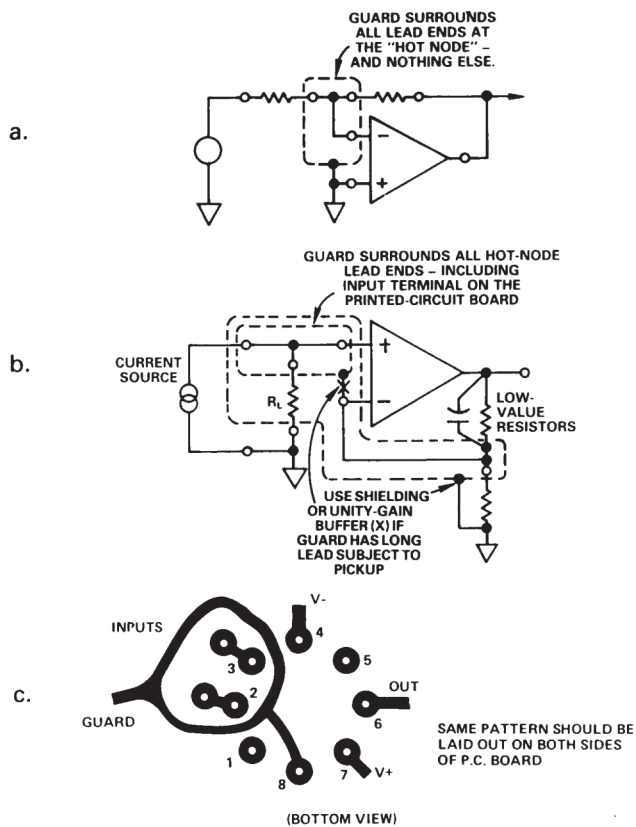 GUARD SURROUNDS
ALL LEAD ENDS AT
THE "HOT NODE" –
AND NOTHING ELSE.
a.
–
+
GUARD SURROUNDS ALL HOT-NODE
LEAD ENDS – INCLUDING
INPUT TERMINAL ON THE
PRINTED-CIRCUIT BOARD
b.
CURRENT
SOURCE
+
–
RL
LOW-
VALUE
RESISTORS
USE SHIELDING
OR UNITY-GAIN
BUFFER (X) IF
GUARD HAS LONG
LEAD SUBJECT TO
PICKUP
c.
INPUTS
GUARD
V-
4
3
5
2
OUT
6
1
8
7
V+
SAME PATTERN SHOULD BE
LAID OUT ON BOTH SIDES
OF P.C. BOARD
(BOTTOM VIEW)